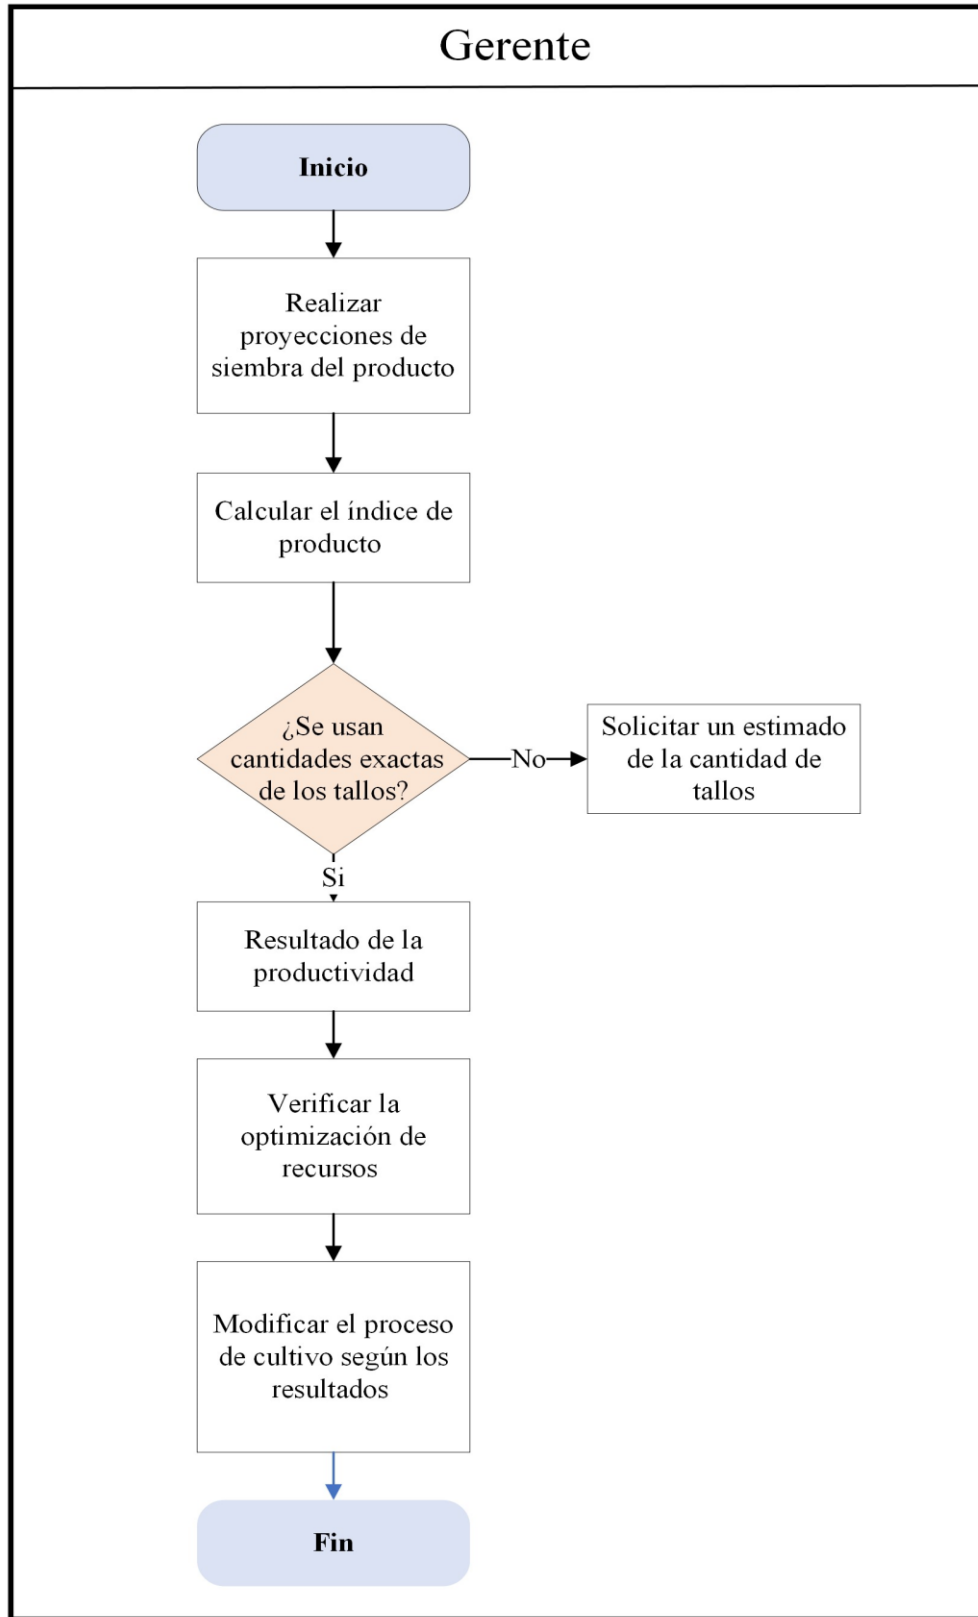 Gerente
Inicio
Realizar
proyecciones de
siembra del producto
Calcular el índice de
producto
¿Se usan
cantidades exactas
de los tallos?
No
Solicitar un estimado
de la cantidad de
tallos
Si
Resultado de la
productividad
Verificar la
optimización de
recursos
Modificar el proceso
de cultivo según los
resultados
Fin